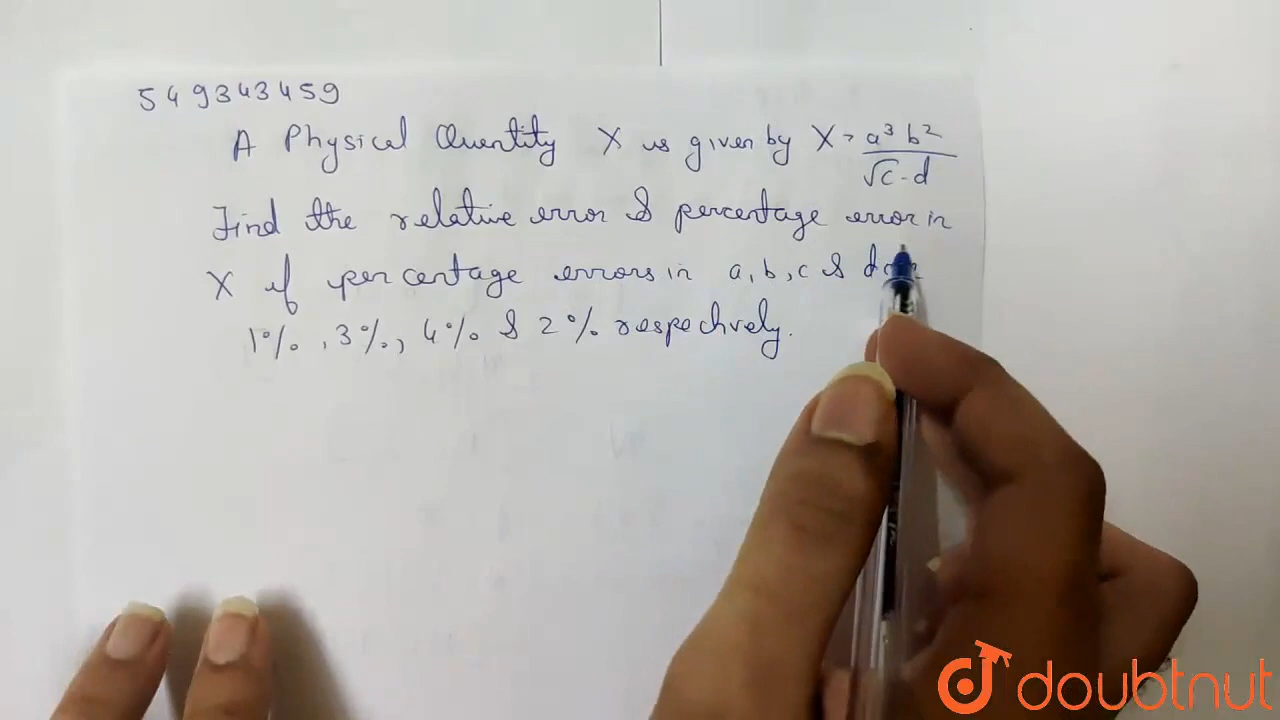 549343459
A Physical Quantity X is given by X = a³ b² / √c · d
Find the relative error & percentage error in
X if percentage errors in a, b, c & d
1%, 3%, 4% & 2% respectively.
doubtnut